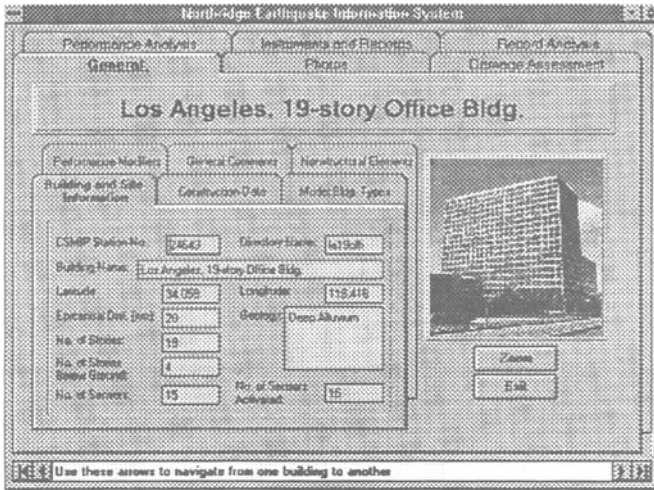 Northridge Earthquake Information System
Performance Analysis Instruments and Records Record Analysis
General Photos Damage Assessment
Los Angeles, 19-story Office Bldg.
Performance Modifiers General Comments Nonstructural Elements
Building and Site Information Construction Data Model Bldg. Types
CSMIP Station No. 24643 Directory Name: la19olb
Building Name: Los Angeles, 19-story Office Bldg.
Latitude 34.059 Longitude: 118.416
Epicentral Dist. (km) 20 Geology: Deep Alluvium
No. of Stories: 19
No. of Stories Below Ground: 4
No. of Sensors: 15 No. of Sensors Activated: 15
Zoom
Exit
Use these arrows to navigate from one building to another